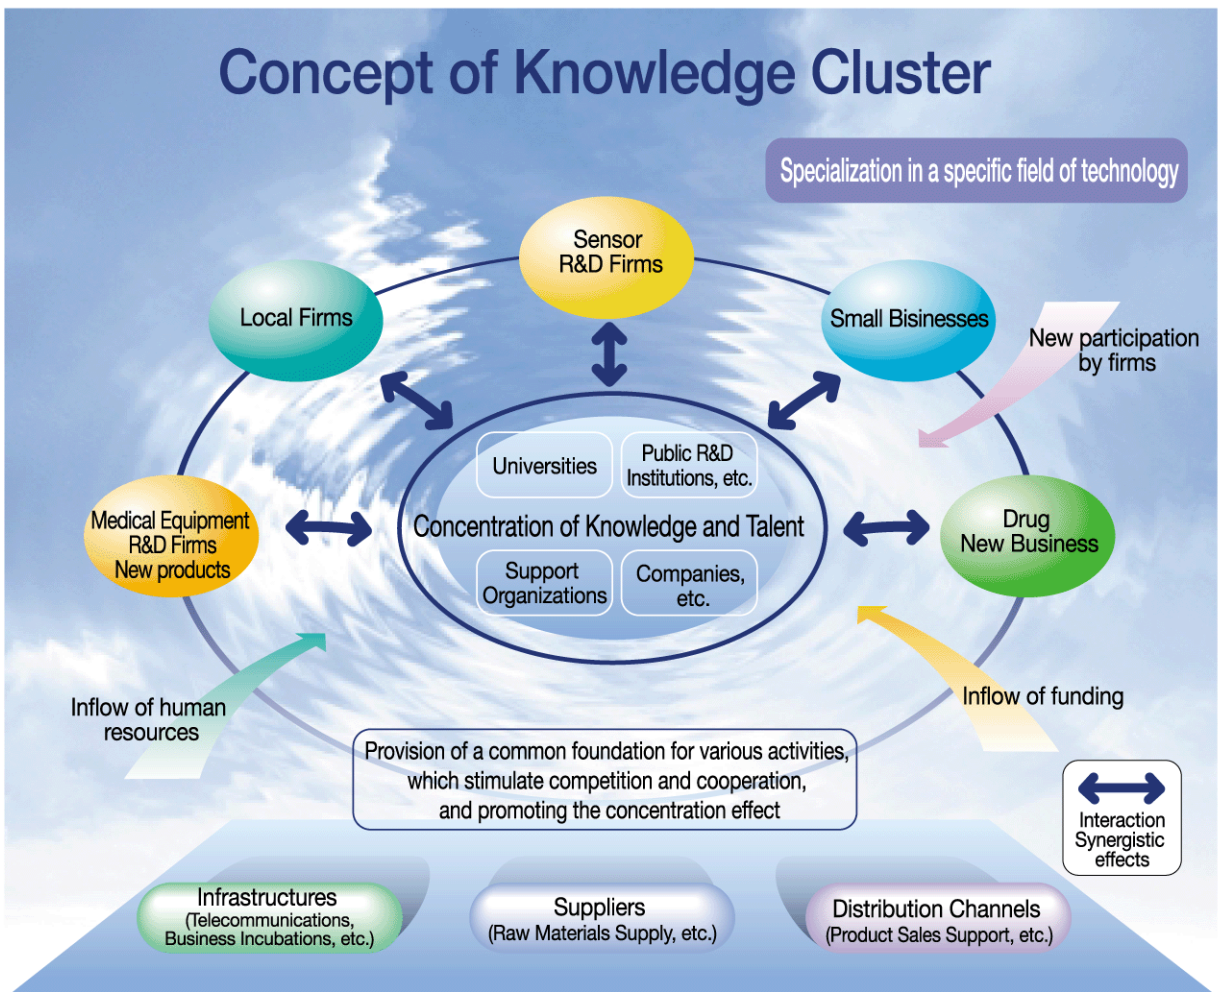 Concept of Knowledge Cluster
Specialization in a specific field of technology
Sensor
R&D Firms
Local Firms
Small Bisinesses
New participation
by firms
Universities
Public R&D
Institutions, etc.
Medical Equipment
R&D Firms
New products
Concentration of Knowledge and Talent
Drug
New Business
Support
Organizations
Companies,
etc.
Inflow of human
resources
Inflow of funding
Provision of a common foundation for various activities,
which stimulate competition and cooperation,
and promoting the concentration effect
Interaction
Synergistic
effects
Infrastructures
(Telecommunications,
Business Incubations, etc.)
Suppliers
(Raw Materials Supply, etc.)
Distribution Channels
(Product Sales Support, etc.)